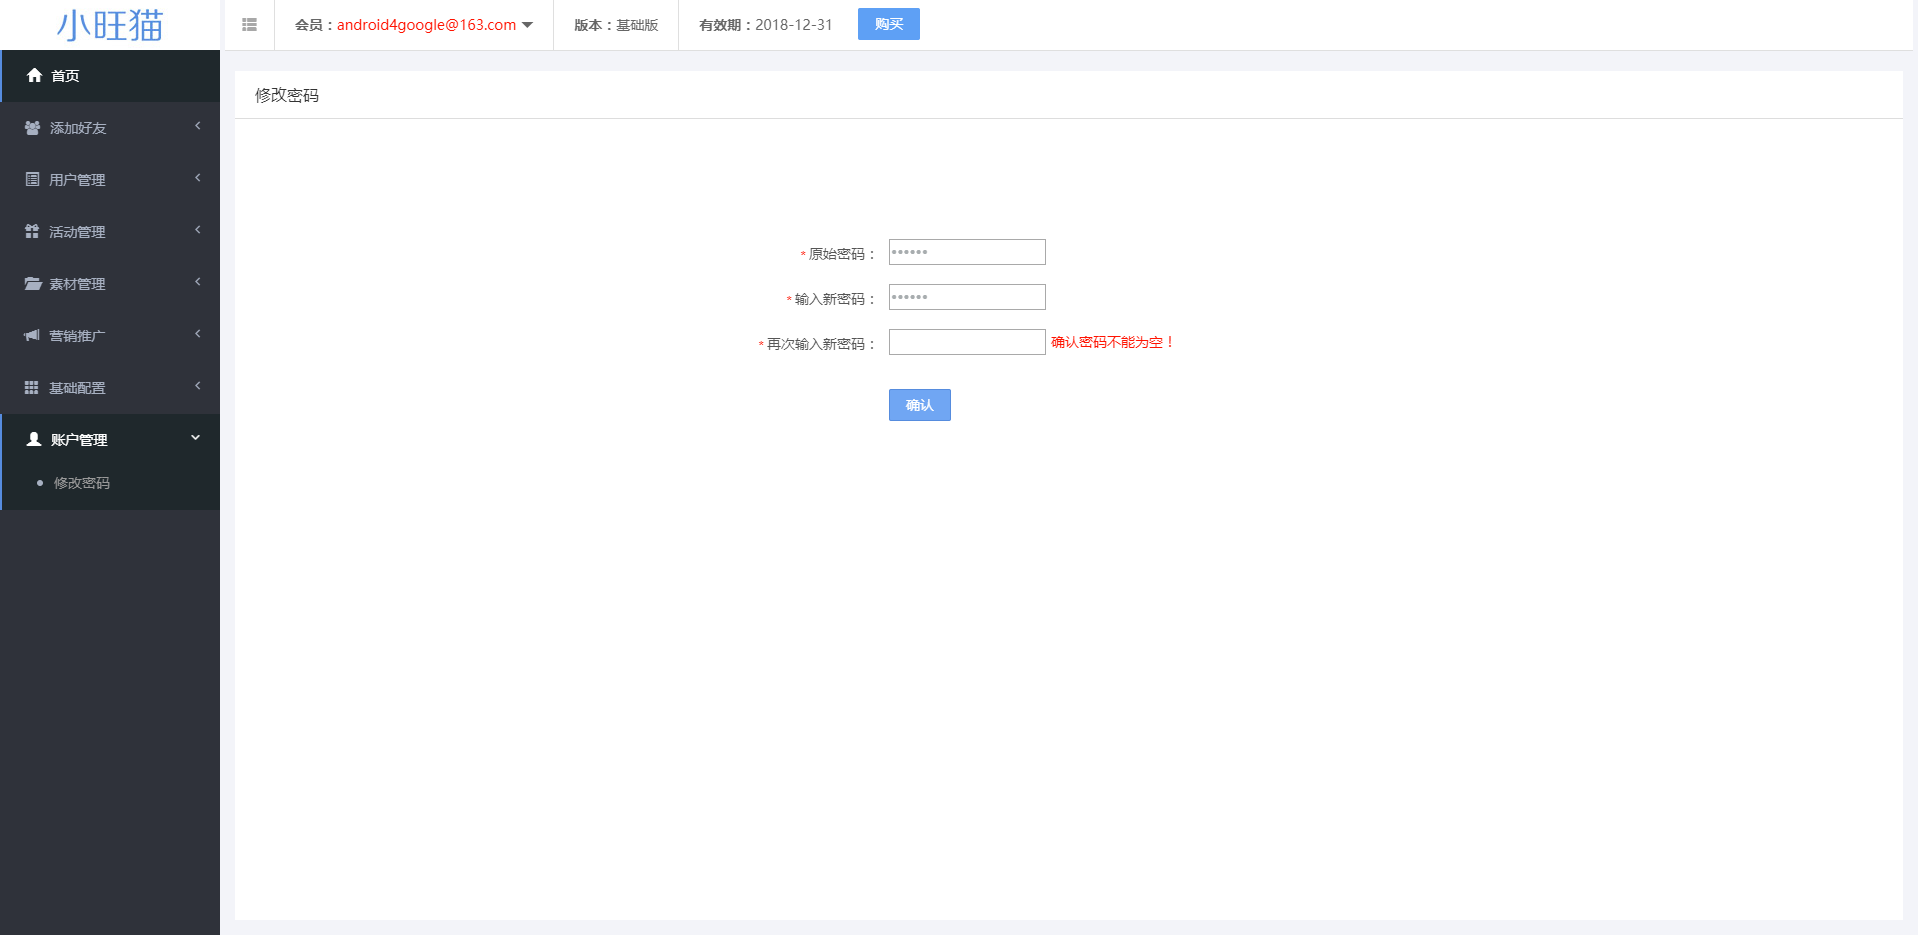 小旺猫
会员：android4google@163.com
版本：基础版
有效期：2018-12-31
购买
首页
添加好友
用户管理
活动管理
素材管理
营销推广
基础配置
账户管理
修改密码
修改密码
*原始密码：
*输入新密码：
*再次输入新密码：
确认密码不能为空！
确认